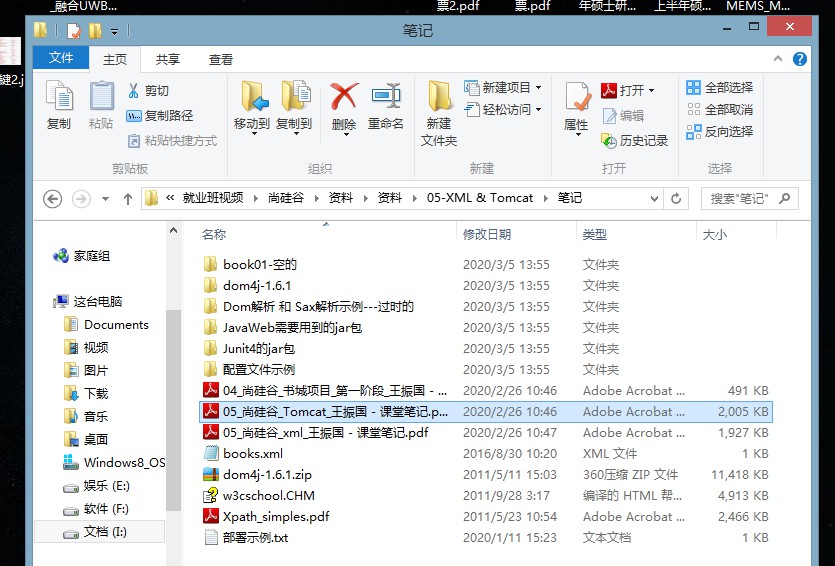 _融合UWB... 票2.pdf 票.pdf 年硕士研... 上半年硕... MEMS_M...
键2.j
笔记
文件 主页 共享 查看
复制 粘贴 剪切 复制路径 粘贴快捷方式
移动到 复制到 删除 重命名
新建文件夹 新建项目 轻松访问
属性 打开 编辑 历史记录
全部选择 全部取消 反向选择
剪贴板 组织 新建 打开 选择
« 就业班视频 尚硅谷 资料 资料 05-XML & Tomcat 笔记 搜索"笔记"
名称 修改日期 类型 大小
家庭组
这台电脑
Documents
视频
图片
下载
音乐
桌面
Windows8_OS
娱乐 (E:)
软件 (F:)
文档 (I:)
book01-空的 2020/3/5 13:55 文件夹
dom4j-1.6.1 2020/3/5 13:55 文件夹
Dom解析 和 Sax解析示例---过时的 2020/3/5 13:55 文件夹
JavaWeb需要用到的jar包 2020/3/5 13:55 文件夹
Junit4的jar包 2020/3/5 13:55 文件夹
配置文件示例 2020/3/5 13:55 文件夹
04_尚硅谷_书城项目_第一阶段_王振国 - ... 2020/2/26 10:46 Adobe Acrobat ... 491 KB
05_尚硅谷_Tomcat_王振国 - 课堂笔记.p... 2020/2/26 10:46 Adobe Acrobat ... 2,005 KB
05_尚硅谷_xml_王振国 - 课堂笔记.pdf 2020/2/26 10:47 Adobe Acrobat ... 1,927 KB
books.xml 2016/8/30 10:20 XML 文件 1 KB
dom4j-1.6.1.zip 2011/5/11 15:03 360压缩 ZIP 文件 11,418 KB
w3cschool.CHM 2011/9/28 3:17 编译的 HTML 帮... 4,913 KB
Xpath_simples.pdf 2011/5/23 10:54 Adobe Acrobat ... 2,466 KB
部署示例.txt 2020/1/11 15:23 文本文档 1 KB